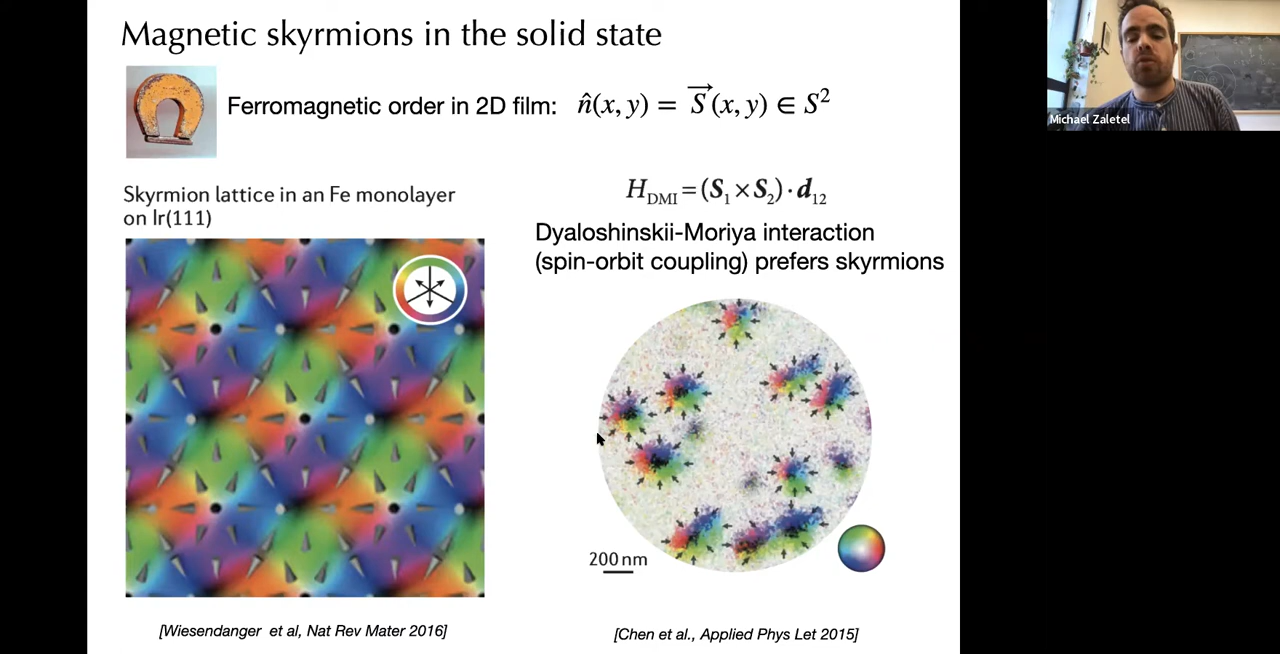 Magnetic skyrmions in the solid state
Ferromagnetic order in 2D film: n̂(x, y) = S⃗(x, y) ∈ S²
Skyrmion lattice in an Fe monolayer
on Ir(111)
H_DMI = (S₁ × S₂) · d₁₂
Dyaloshinskii-Moriya interaction
(spin-orbit coupling) prefers skyrmions
200 nm
[Wiesendanger et al, Nat Rev Mater 2016]
[Chen et al., Applied Phys Let 2015]
Michael Zaletel